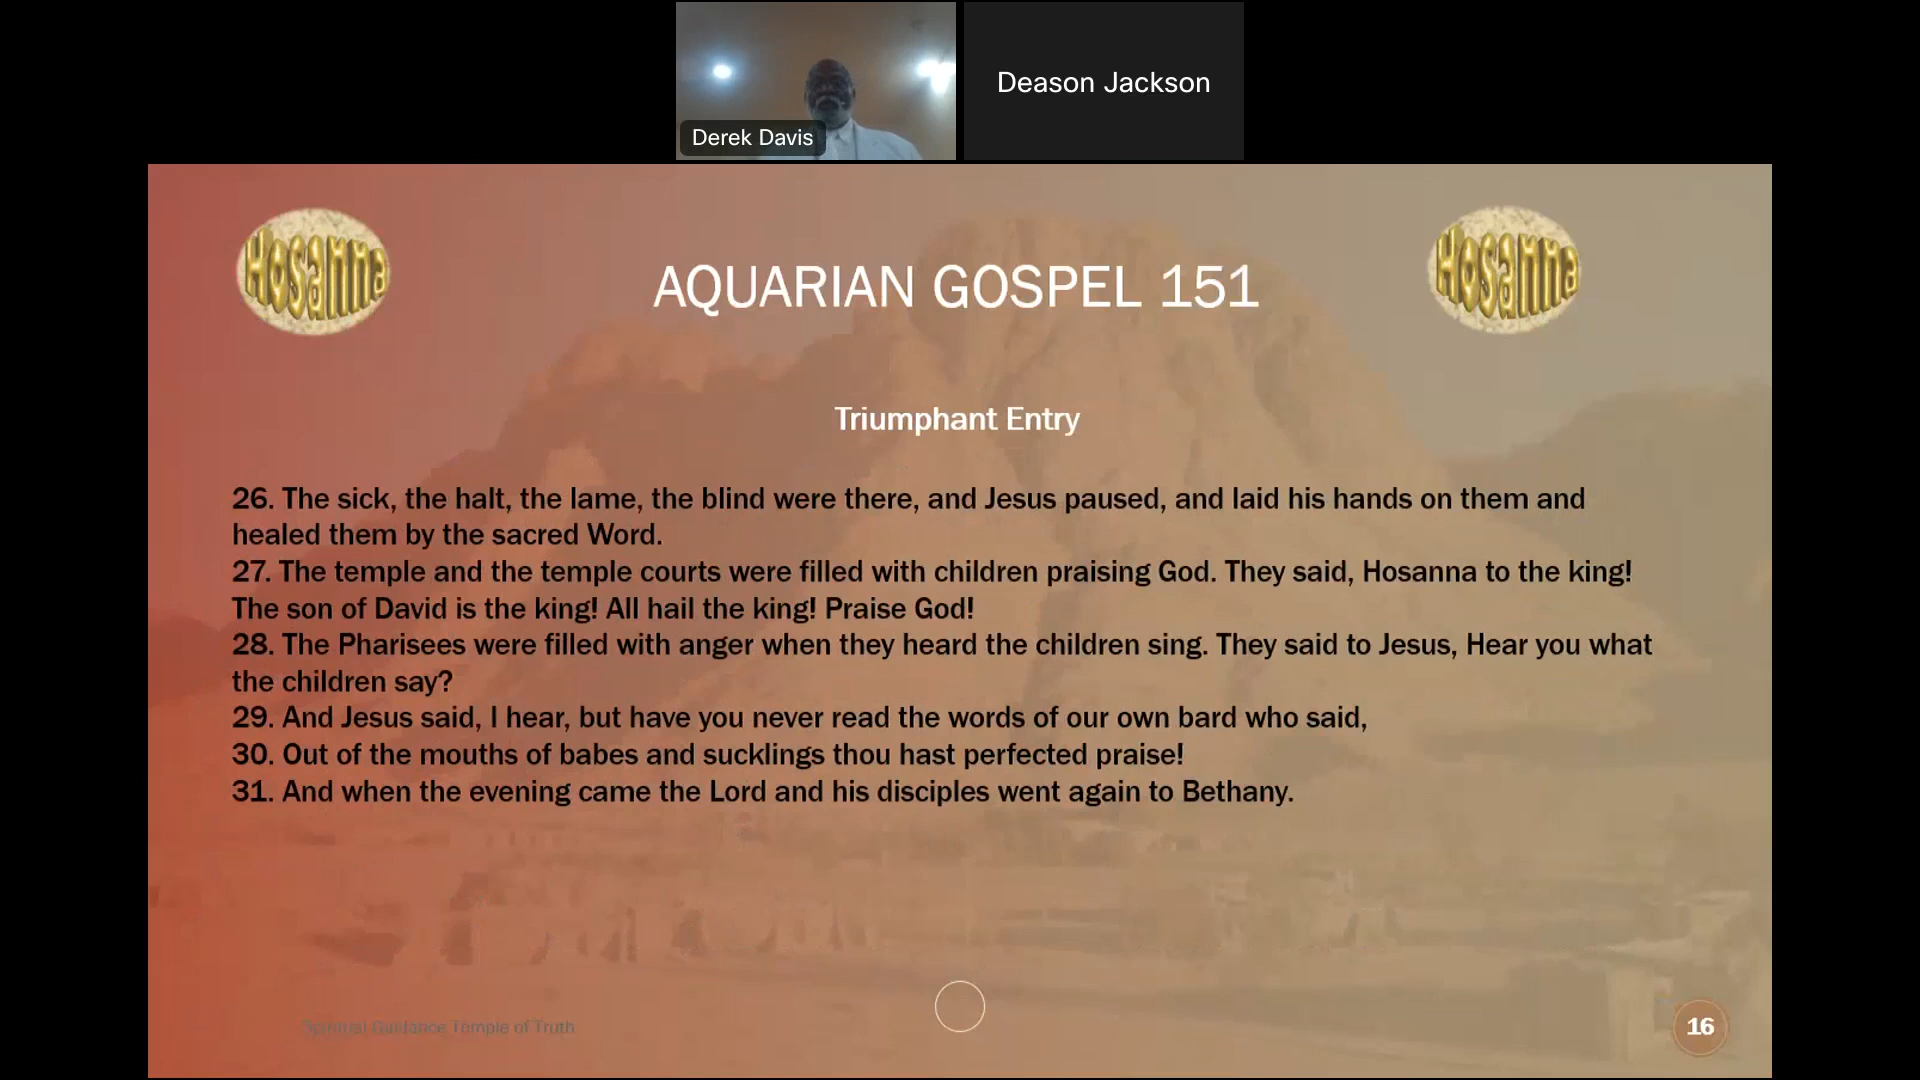 Deason Jackson
Derek Davis
Hosanna
Hosanna
AQUARIAN GOSPEL 151
Triumphant Entry
26. The sick, the halt, the lame, the blind were there, and Jesus paused, and laid his hands on them and
healed them by the sacred Word.
27. The temple and the temple courts were filled with children praising God. They said, Hosanna to the king!
The son of David is the king! All hail the king! Praise God!
28. The Pharisees were filled with anger when they heard the children sing. They said to Jesus, Hear you what
the children say?
29. And Jesus said, I hear, but have you never read the words of our own bard who said,
30. Out of the mouths of babes and sucklings thou hast perfected praise!
31. And when the evening came the Lord and his disciples went again to Bethany.
Spiritual Guidance Temple of Truth
16